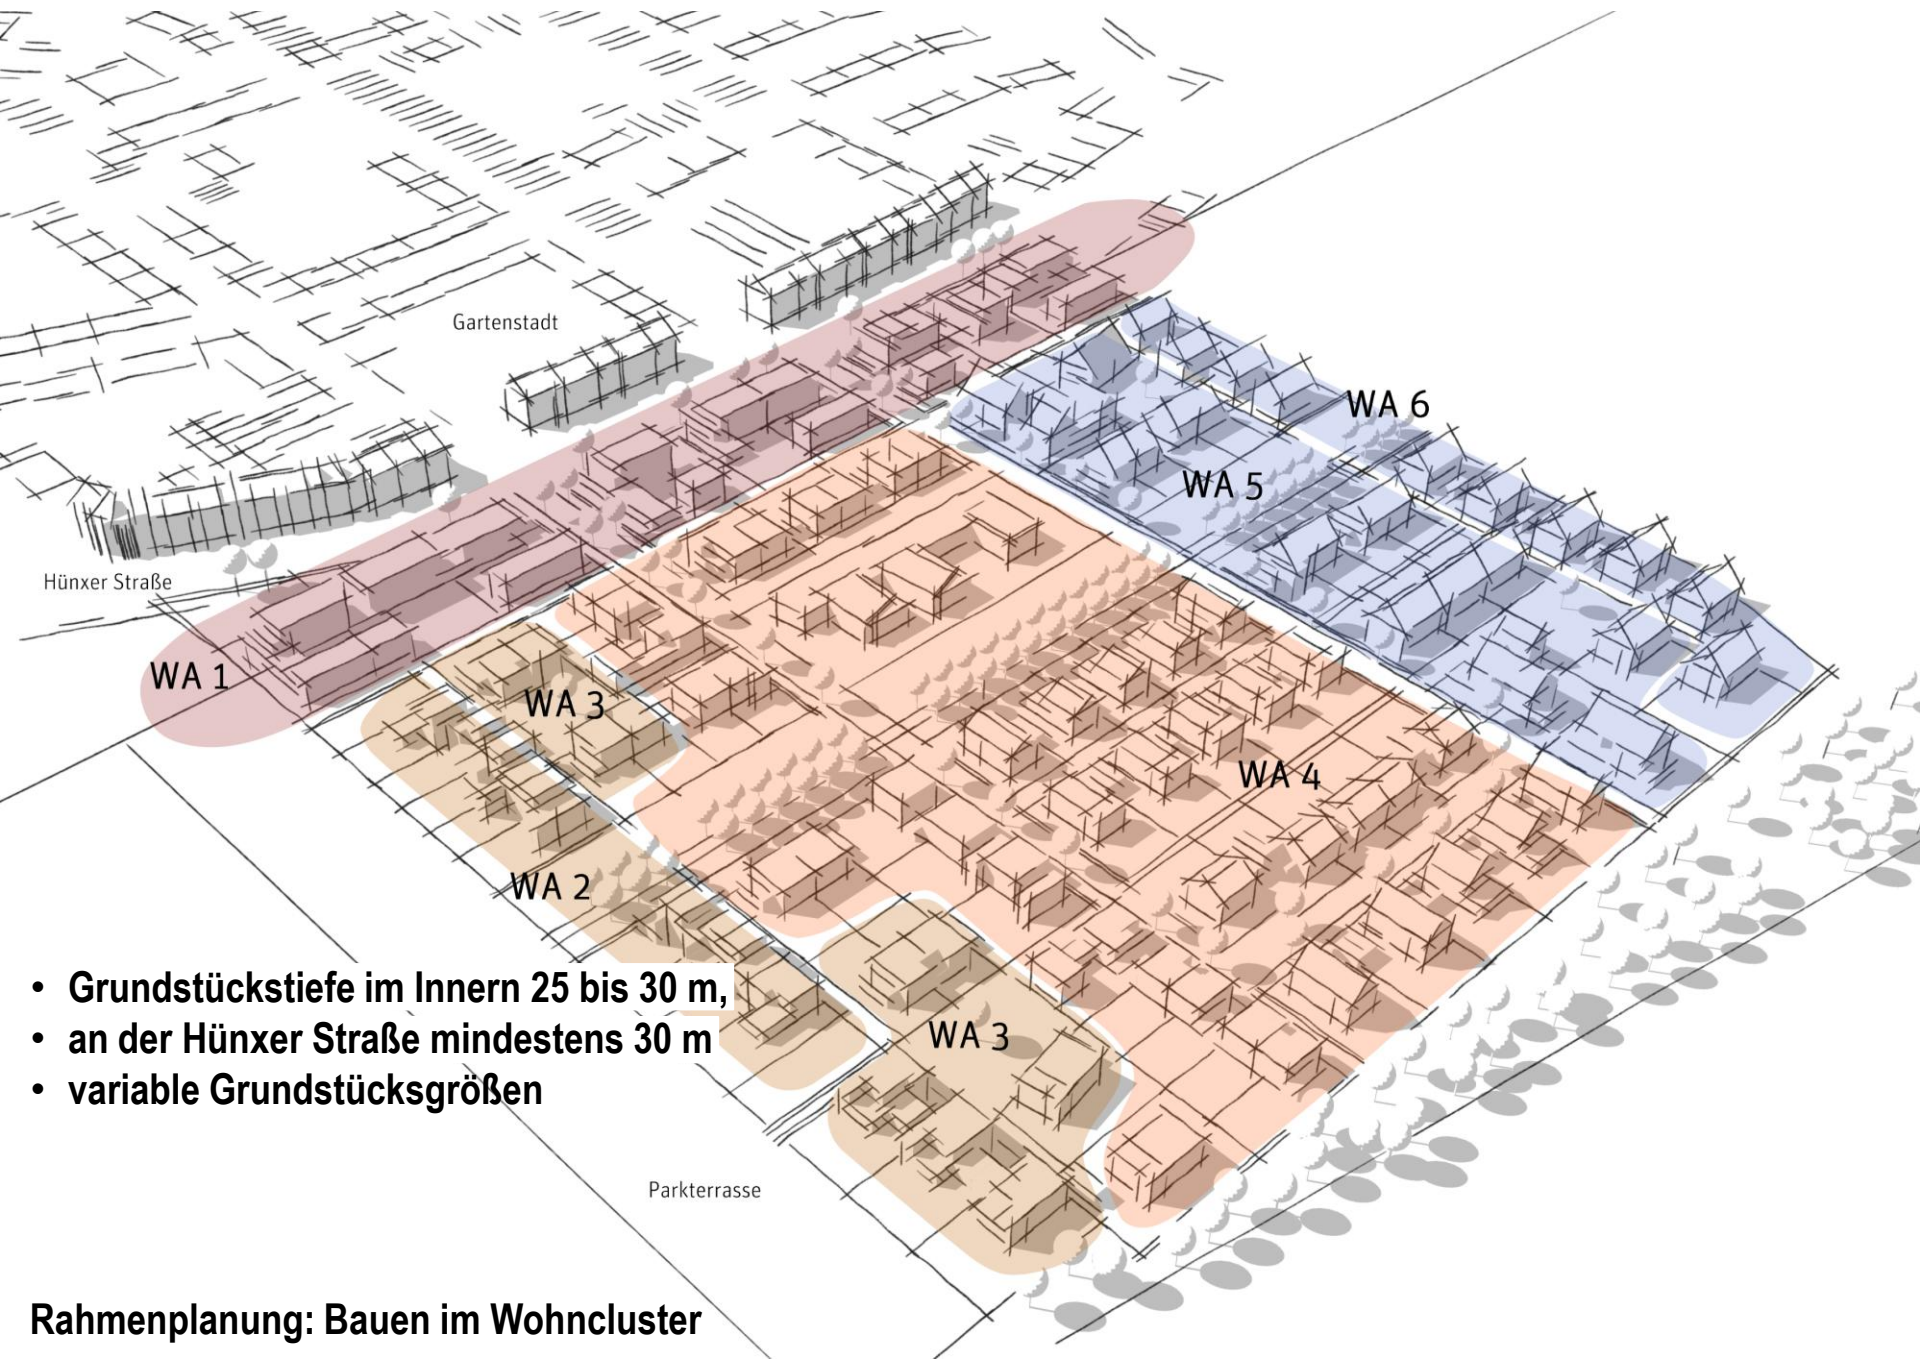 Gartenstadt
WA 6
WA 5
Hünxer Straße
WA 1
WA 3
WA 4
WA 2
• Grundstückstiefe im Innern 25 bis 30 m,
• an der Hünxer Straße mindestens 30 m
• variable Grundstücksgrößen
WA 3
Parkterrasse
Rahmenplanung: Bauen im Wohncluster